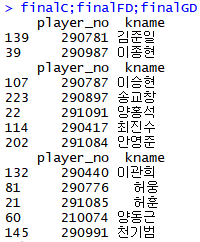 > finalC;finalFD;finalGD
player_no kname
139 290781 김준일
39 290987 이종현
player_no kname
107 290787 이승현
223 290897 송교창
22 291091 양홍석
114 290417 최진수
202 291084 안영준
player_no kname
132 290440 이관희
81 290776 허웅
21 291085 허훈
60 210074 양동근
145 290991 천기범